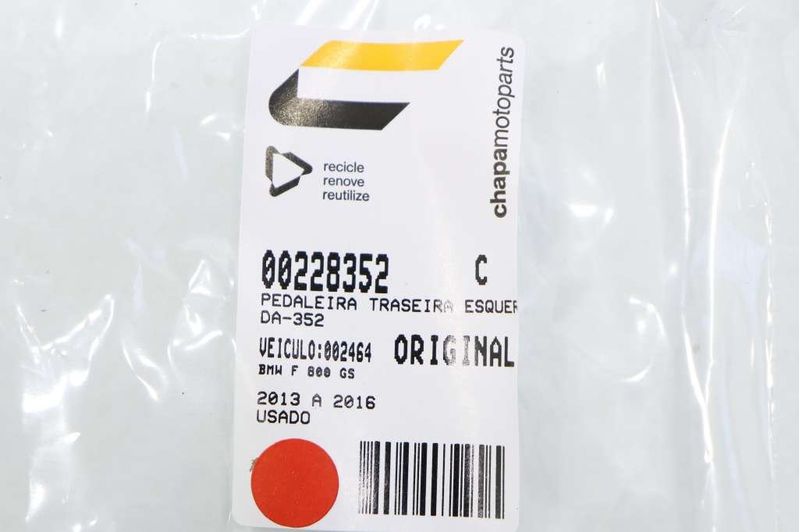 chapamotoparts
recicle
renove
reutilize
00228352 C
PEDALEIRA TRASEIRA ESQUER
DA-352
VEICULO:002464 ORIGINAL
BMW F 800 GS
2013 A 2016
USADO